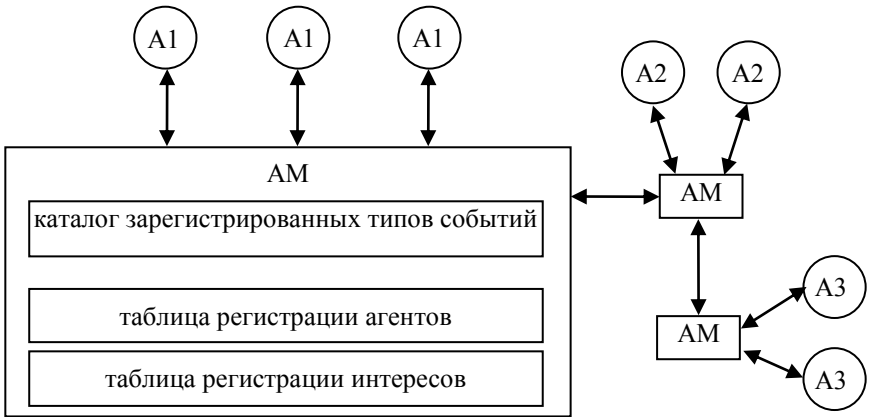 A1 A1 A1
A2 A2
AM
каталог зарегистрированных типов событий
таблица регистрации агентов
таблица регистрации интересов
AM
AM
A3
A3